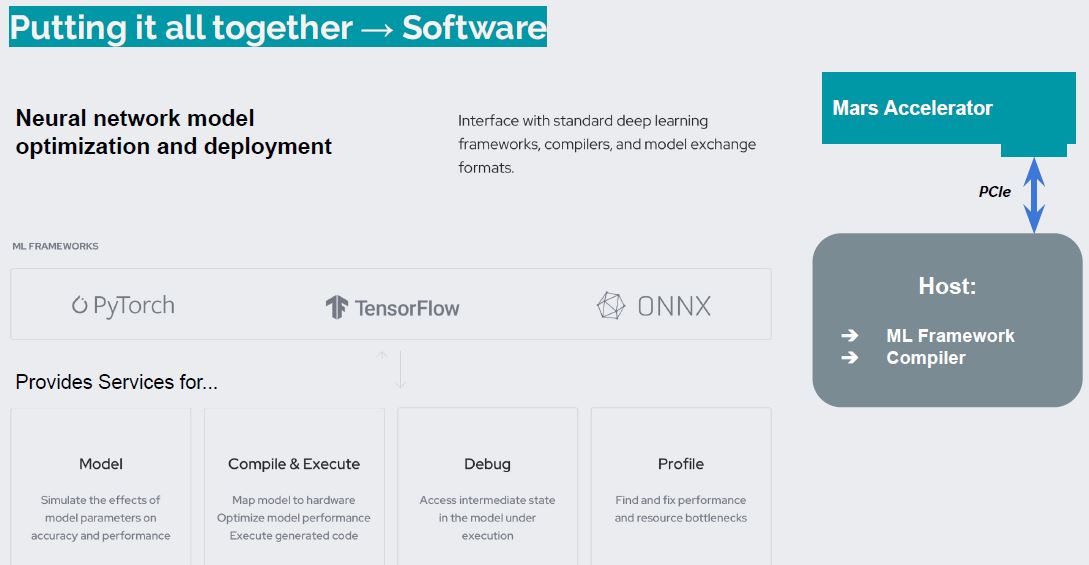 Putting it all together → Software
Neural network model
optimization and deployment
Interface with standard deep learning
frameworks, compilers, and model exchange
formats.
Mars Accelerator
PCIe
Host:
➔ ML Framework
➔ Compiler
ML FRAMEWORKS
PyTorch
TensorFlow
ONNX
Provides Services for...
Model
Simulate the effects of
model parameters on
accuracy and performance
Compile & Execute
Map model to hardware
Optimize model performance
Execute generated code
Debug
Access intermediate state
in the model under
execution
Profile
Find and fix performance
and resource bottlenecks